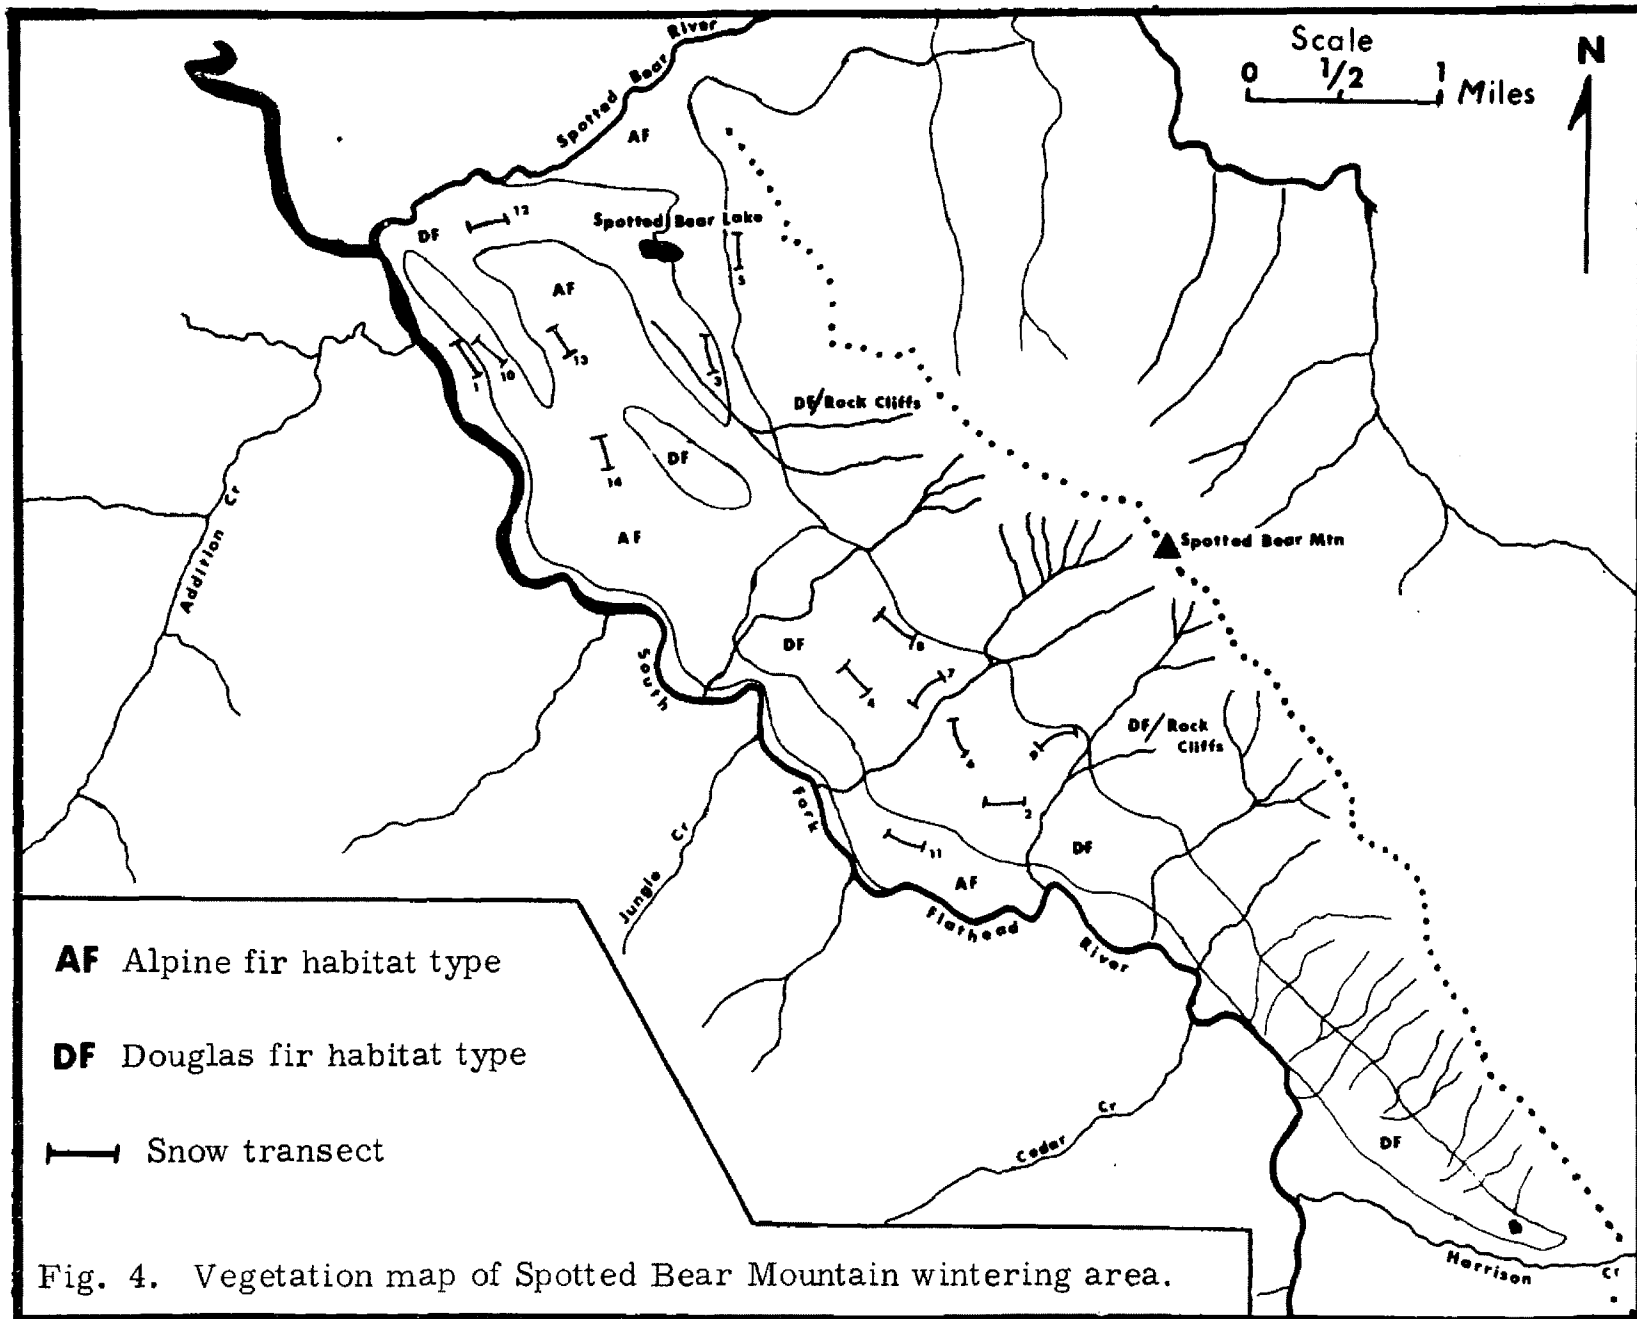 Spotted Bear River
Scale
0 1/2 1 Miles
N
AF
12
DF
Spotted Bear Lake
5
AF
13
1
10
3
DF/Rock Cliffs
DF
14
AF
Spotted Bear Mtn
Addition Cr
DF
8
South
4
7
DF/Rock
Cliffs
6
9
2
Fork
11
DF
AF
Jungle Cr
Flathead
River
Cedar Cr
DF
Harrison Cr
AF Alpine fir habitat type
DF Douglas fir habitat type
Snow transect
Fig. 4. Vegetation map of Spotted Bear Mountain wintering area.